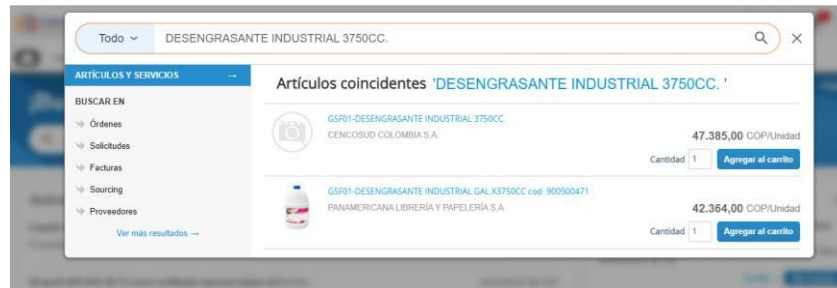 Todo DESENGRASANTE INDUSTRIAL 3750CC.
ARTÍCULOS Y SERVICIOS →
BUSCAR EN
Órdenes
Solicitudes
Facturas
Sourcing
Proveedores
Ver más resultados →
Artículos coincidentes 'DESENGRASANTE INDUSTRIAL 3750CC. '
GSF01-DESENGRASANTE INDUSTRIAL 3750CC.
CENCOSUD COLOMBIA S.A.
47.385,00 COP/Unidad
Cantidad 1 Agregar al carrito
GSF01-DESENGRASANTE INDUSTRIAL GAL.X3750CC cod: 900500471
PANAMERICANA LIBRERÍA Y PAPELERÍA S.A.
42.364,00 COP/Unidad
Cantidad 1 Agregar al carrito